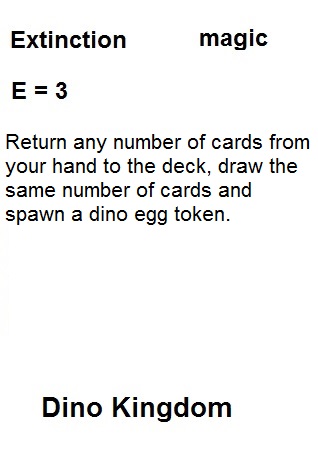 Extinction magic
E = 3
Return any number of cards from
your hand to the deck, draw the
same number of cards and
spawn a dino egg token.
Dino Kingdom